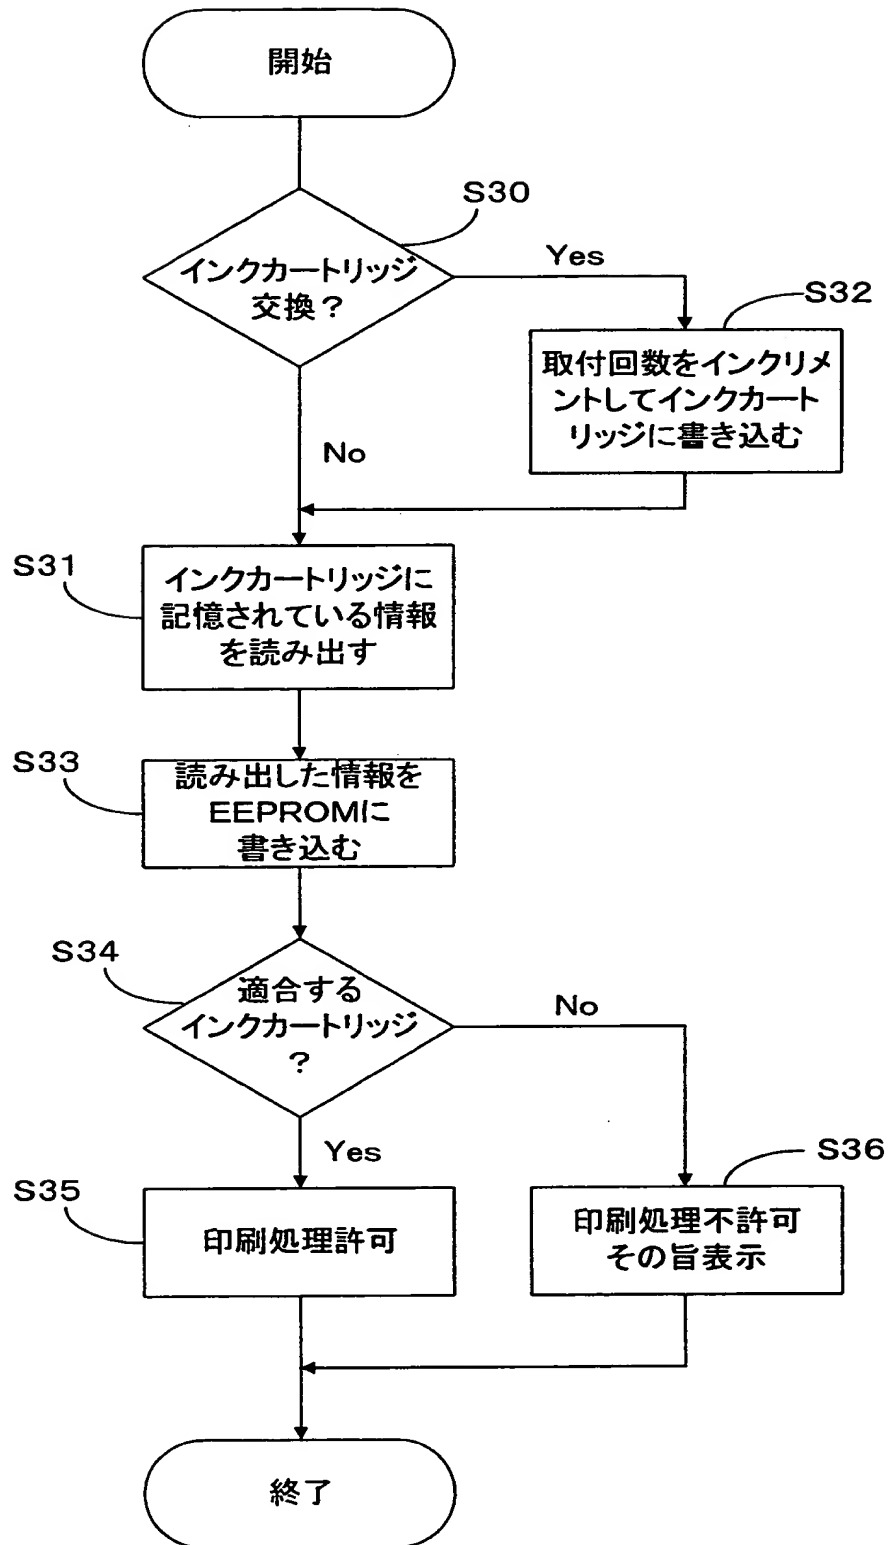 開始
S30
インクカートリッジ
交換？
Yes
S32
取付回数をインクリメ
ントしてインクカート
リッジに書き込む
No
S31
インクカートリッジに
記憶されている情報
を読み出す
S33
読み出した情報を
EEPROMに
書き込む
S34
適合する
インクカートリッジ
？
No
Yes
S35
印刷処理許可
S36
印刷処理不許可
その旨表示
終了